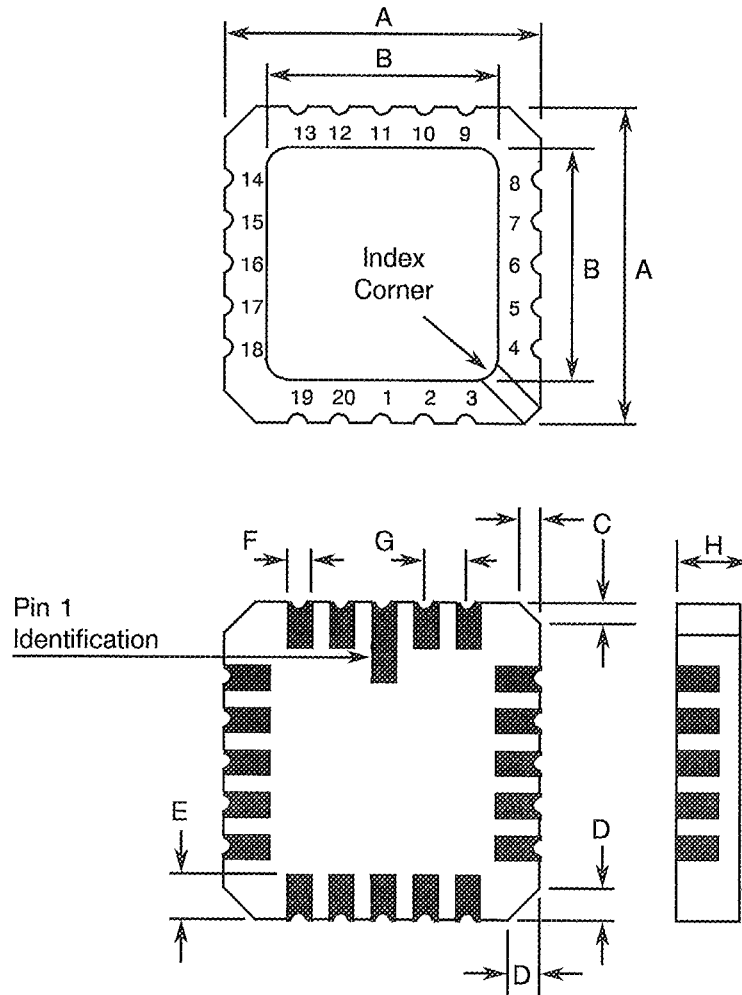 A
B
13 12 11 10 9
14 8
15 7
16 6
17 5
18 4
Index
Corner
B
A
19 20 1 2 3
F
G
C
H
Pin 1
Identification
E
D
D